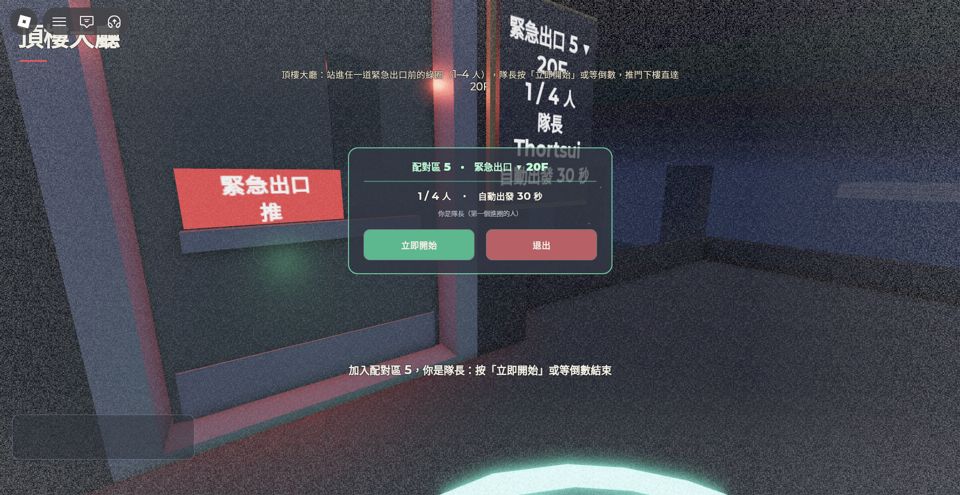 頂樓大廳
緊急出口 5 ▼
20F
1 / 4 人
隊長
Thortsui
自動出發 30 秒
頂樓大廳：站進任一道緊急出口前的綠圈（1–4 人），隊長按「立即開始」或等倒數，推門下樓直達
20F
緊急出口
推
配對區 5 • 緊急出口 ▼ 20F
1 / 4 人 • 自動出發 30 秒
你是隊長（第一個進圈的人）
立即開始
退出
加入配對區 5，你是隊長：按「立即開始」或等倒數結束